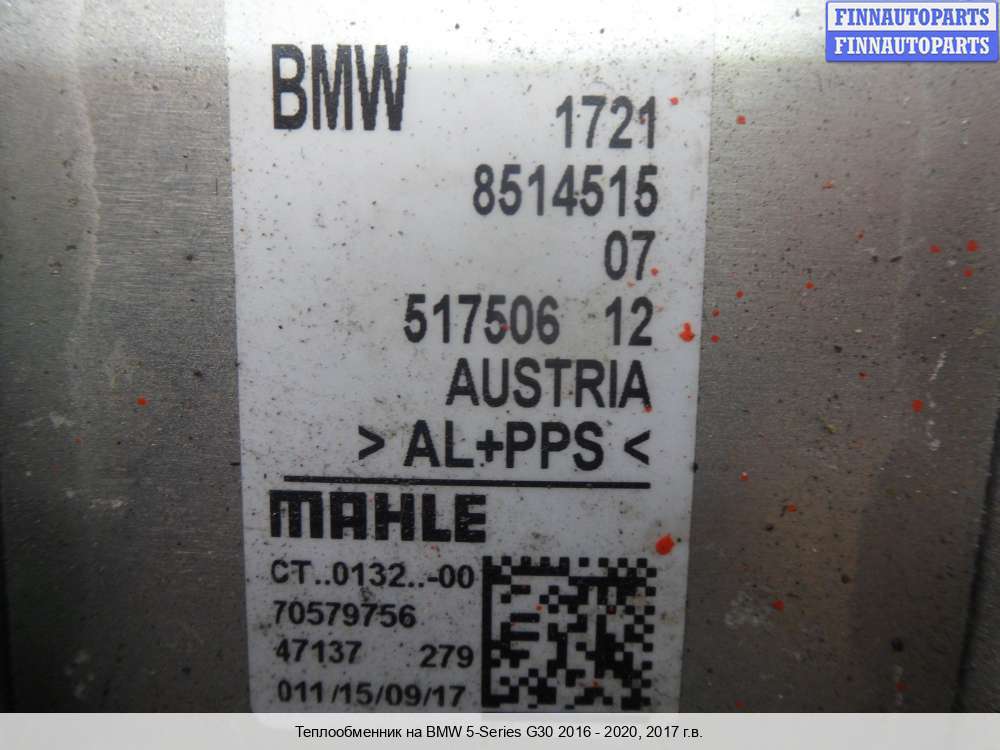 FINNAUTOPARTS
FINNAUTOPARTS
BMW
1721
8514515
07
517506 12
AUSTRIA
> AL+PPS <
MAHLE
CT..0132..-00
70579756
47137 279
011/15/09/17
Теплообменник на BMW 5-Series G30 2016 - 2020, 2017 г.в.